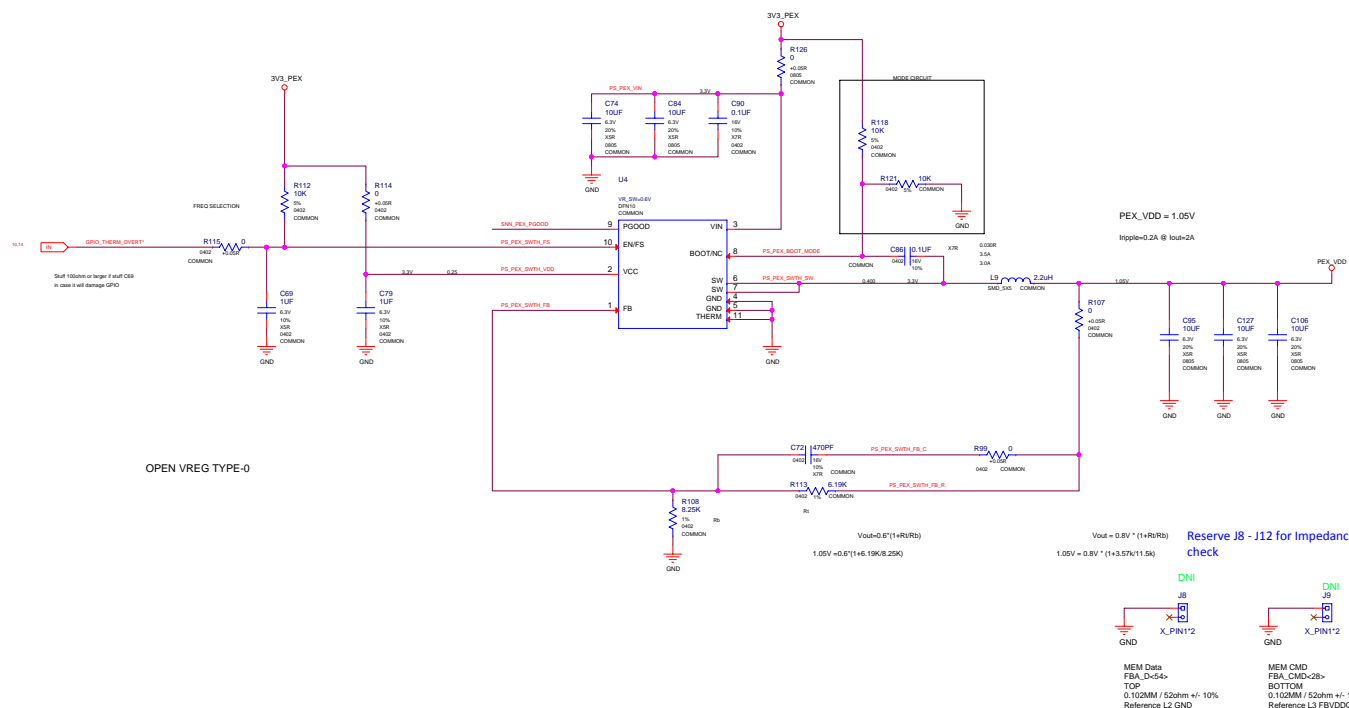 3V3_PEX
R126
0
+0.05R
0805
COMMON
3V3_PEX
MODE CIRCUIT
PS_PEX_VIN
3.3V
C74
10UF
6.3V
20%
X5R
0805
COMMON
C84
10UF
6.3V
20%
X5R
0805
COMMON
C90
0.1UF
16V
10%
X7R
0402
COMMON
R118
10K
5%
0402
COMMON
GND
R121
10K
0402
5%
COMMON
GND
U4
VR_SW=0.6V
DFN10
COMMON
R112
10K
5%
0402
COMMON
R114
0
+0.05R
0402
COMMON
FREQ SELECTION
PEX_VDD = 1.05V
Iripple=0.2A @ Iout=2A
SNN_PEX_PGOOD
9
PGOOD
VIN
3
IN
GPIO_THERM_OVERT*
R115
0
0402
+0.05R
COMMON
PS_PEX_SWTH_FS
10
EN/FS
BOOT/NC
8
PS_PEX_BOOT_MODE
C86
0.1UF
X7R
COMMON
0402
16V
10%
0.030R
3.5A
3.0A
PEX_VDD
Stuff 100ohm or larger if stuff C69
in case it will damage GPIO
3.3V
0.25
PS_PEX_SWTH_VDD
2
VCC
SW
6
SW
7
PS_PEX_SWTH_SW
0.400
3.3V
L9
2.2uH
SMD_5X5
COMMON
1.05V
GND
4
GND
5
THERM
11
C69
1UF
6.3V
10%
X5R
0402
COMMON
C79
1UF
6.3V
10%
X5R
0402
COMMON
PS_PEX_SWTH_FB
1
FB
R107
0
+0.05R
0402
COMMON
C95
10UF
6.3V
20%
X5R
0805
COMMON
C127
10UF
6.3V
20%
X5R
0805
COMMON
C106
10UF
6.3V
20%
X5R
0805
COMMON
GND
GND
GND
GND
GND
GND
OPEN VREG TYPE-0
C72
470PF
0402
16V
10%
X7R
COMMON
PS_PEX_SWTH_FB_C
R99
0
0402
+0.05R
COMMON
R113
6.19K
0402
1%
COMMON
PS_PEX_SWTH_FB_R
Rt
R108
8.25K
1%
0402
COMMON
Rb
GND
Vout=0.6*(1+Rt/Rb)
1.05V =0.6*(1+6.19K/8.25K)
Vout = 0.8V * (1+Rt/Rb)
1.05V = 0.8V * (1+3.57k/11.5k)
Reserve J8 - J12 for Impedanc
check
DNI
J8
X_PIN1*2
GND
DNI
J9
X_PIN1*2
GND
MEM Data
FBA_D<54>
TOP
0.102MM / 52ohm +/- 10%
Reference L2 GND
MEM CMD
FBA_CMD<28>
BOTTOM
0.102MM / 52ohm +/- 1
Reference L3 FBVDDQ